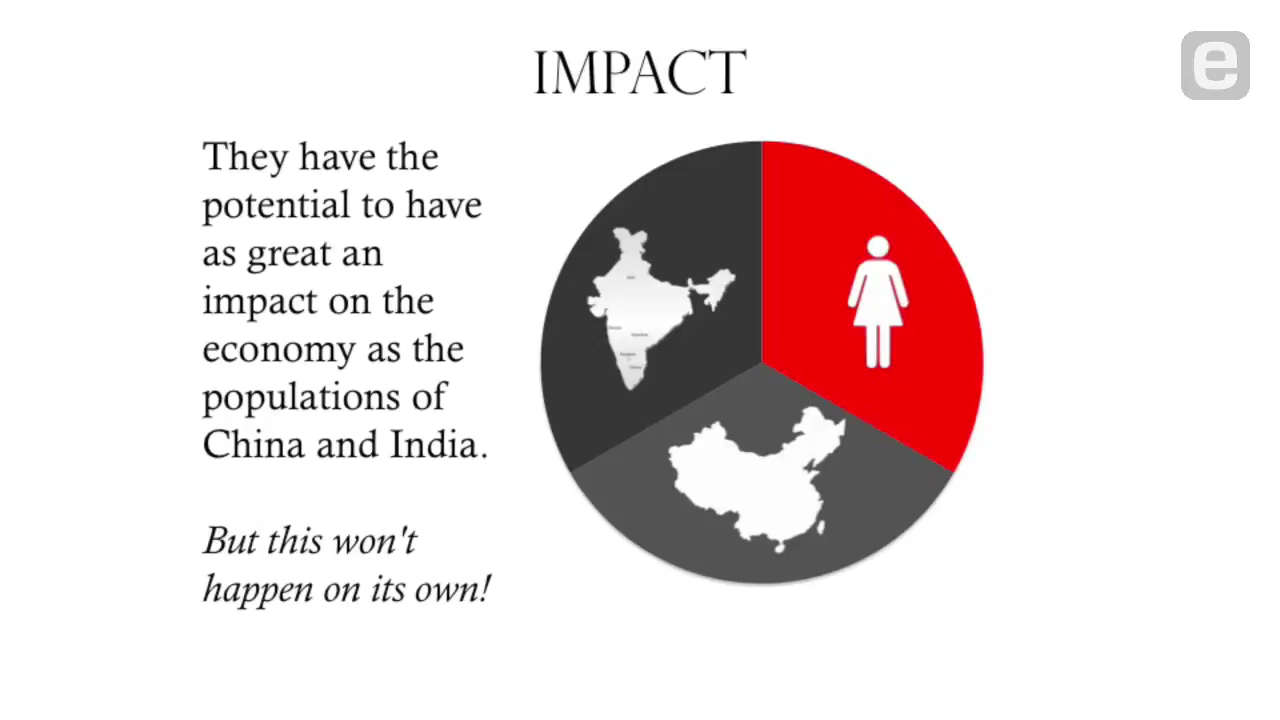 IMPACT
e
They have the
potential to have
as great an
impact on the
economy as the
populations of
China and India.
But this won't
happen on its own!